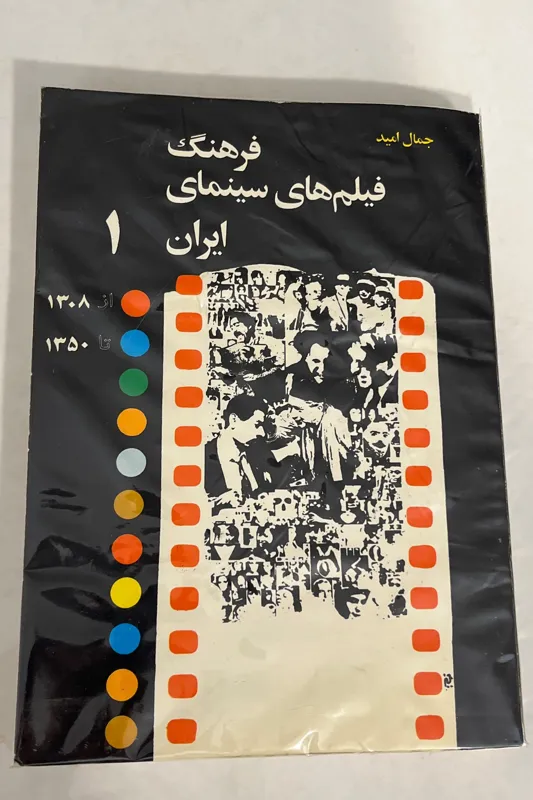 جمال امید
فرهنگ
فیلم‌های سینمای
ایران
۱
از ۱۳۰۸
تا ۱۳۵۰